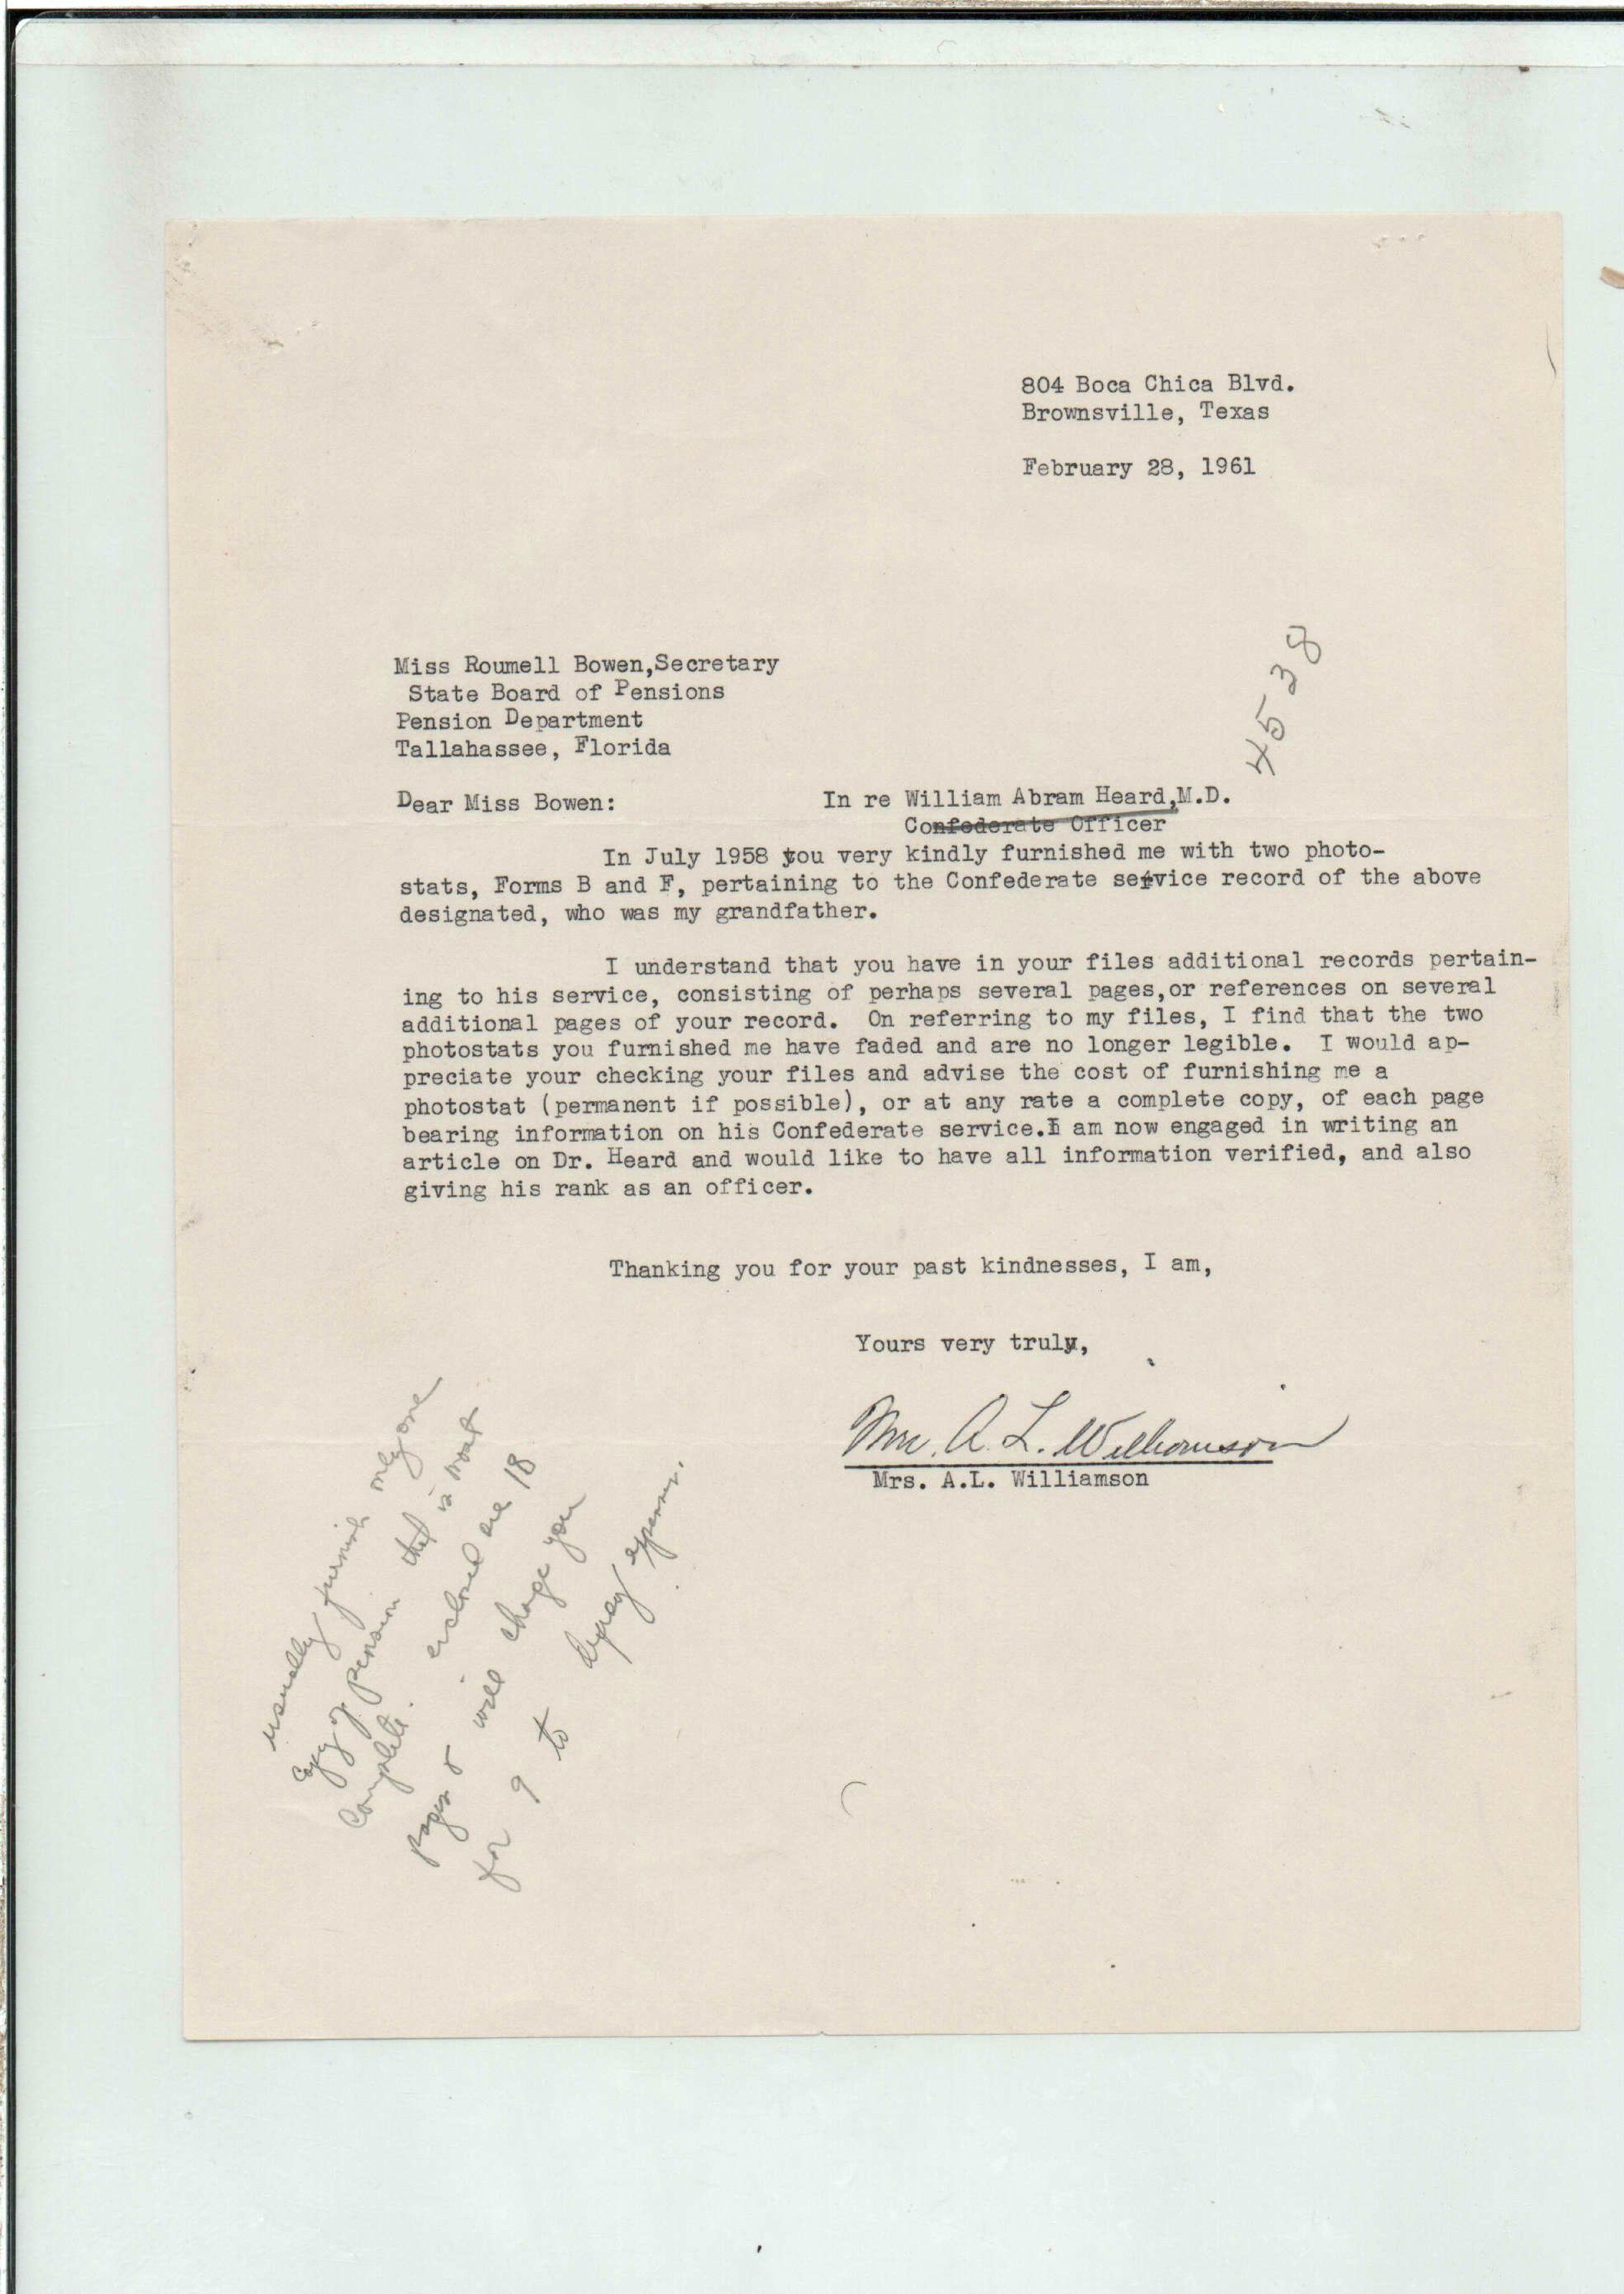 804 Boca Chica Blvd.
Brownsville, Texas
February 28, 1961
4538
Miss Roumell Bowen,Secretary
State Board of Pensions
Pension Department
Tallahassee, Florida
Dear Miss Bowen:
In re William Abram Heard,M.D.
Confederate Officer
In July 1958 you very kindly furnished me with two photo-
stats, Forms B and F, pertaining to the Confederate service record of the above
designated, who was my grandfather.
I understand that you have in your files additional records pertain-
ing to his service, consisting of perhaps several pages,or references on several
additional pages of your record. On referring to my files, I find that the two
photostats you furnished me have faded and are no longer legible. I would ap-
preciate your checking your files and advise the cost of furnishing me a
photostat (permanent if possible), or at any rate a complete copy, of each page
bearing information on his Confederate service.I am now engaged in writing an
article on Dr. Heard and would like to have all information verified, and also
giving his rank as an officer.
Thanking you for your past kindnesses, I am,
Yours very truly,
Mrs. A. L. Williamson
Mrs. A.L. Williamson
usually furnish only one
copy of pension that is most
complete. enclosed are 18
pages & will charge you
for 9 to defray expenses.